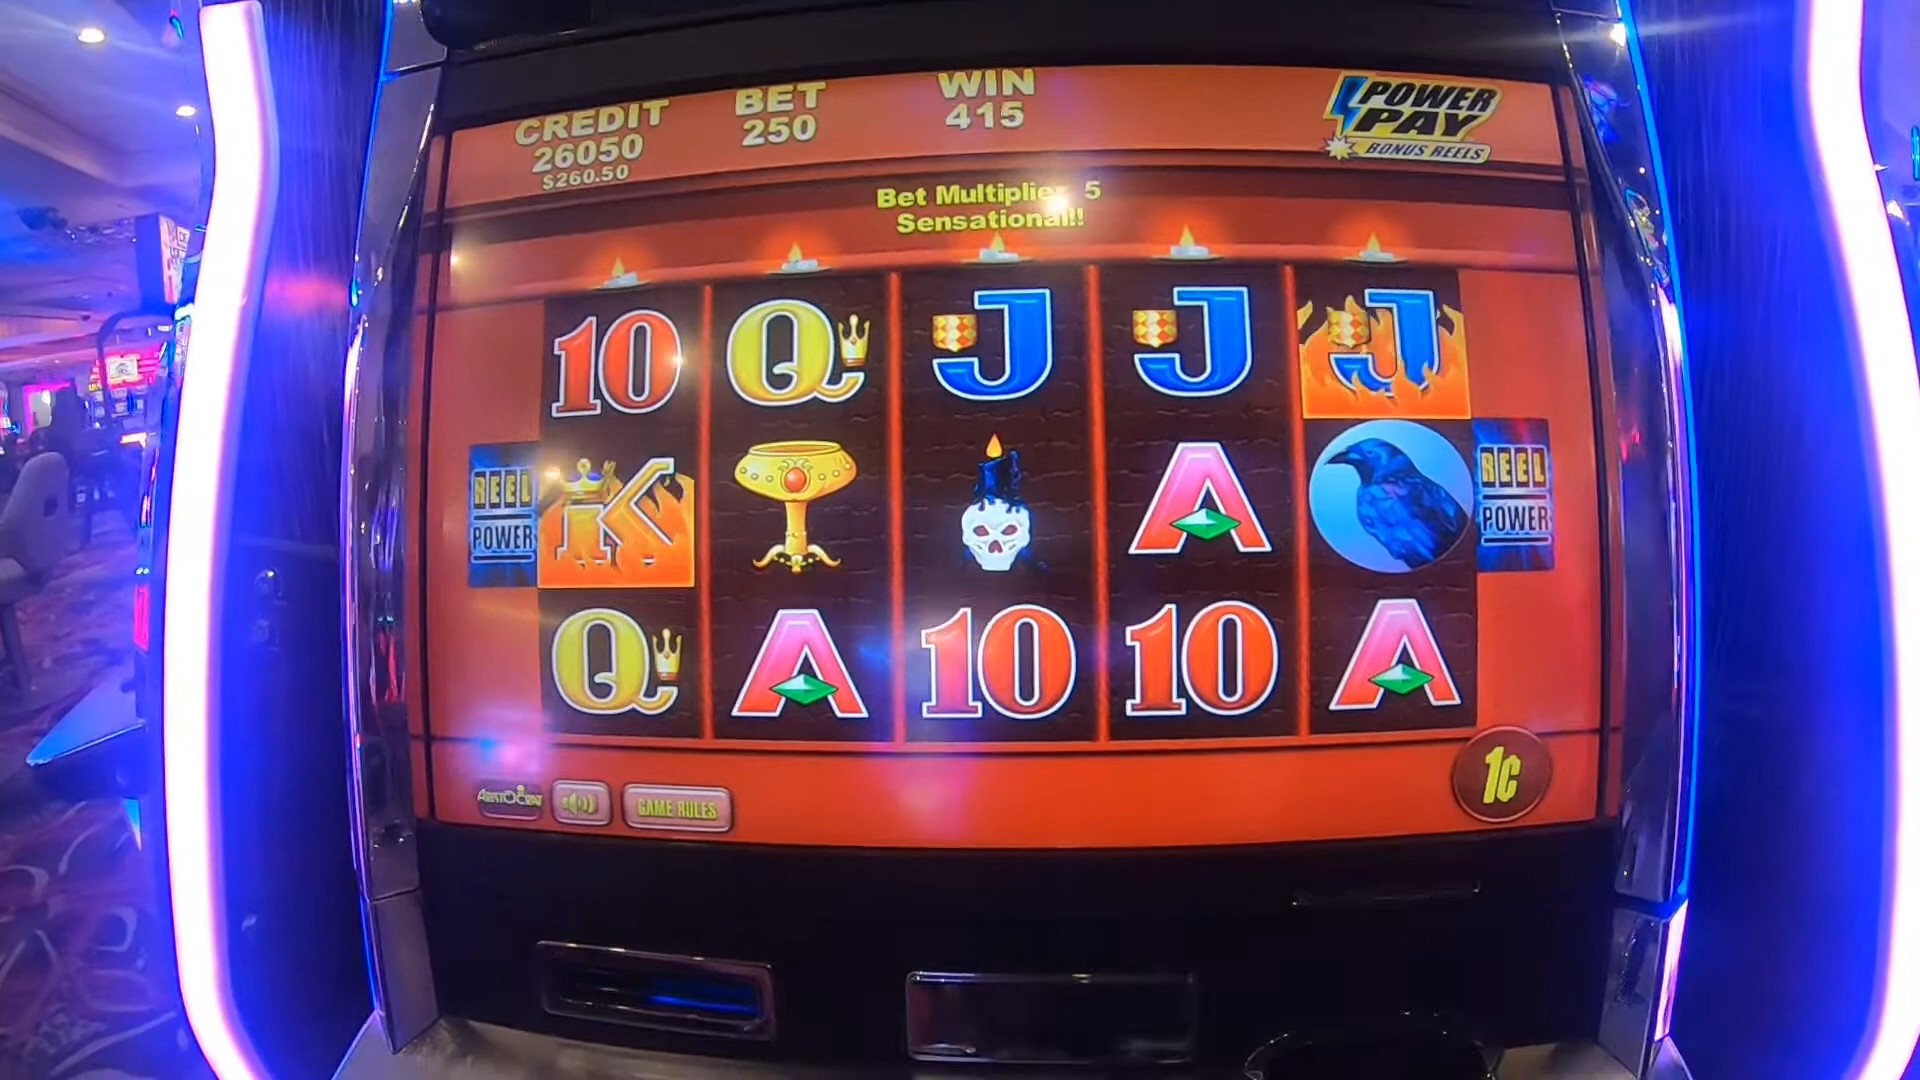 CREDIT
26050
$260.50
BET
250
WIN
415
POWER
PAY
BONUS REELS
Bet Multiplier 5
Sensational!!
10 Q J J J
REEL
POWER
K A
REEL
POWER
Q A 10 10 A
ARISTOCRAT
GAME RULES
1¢